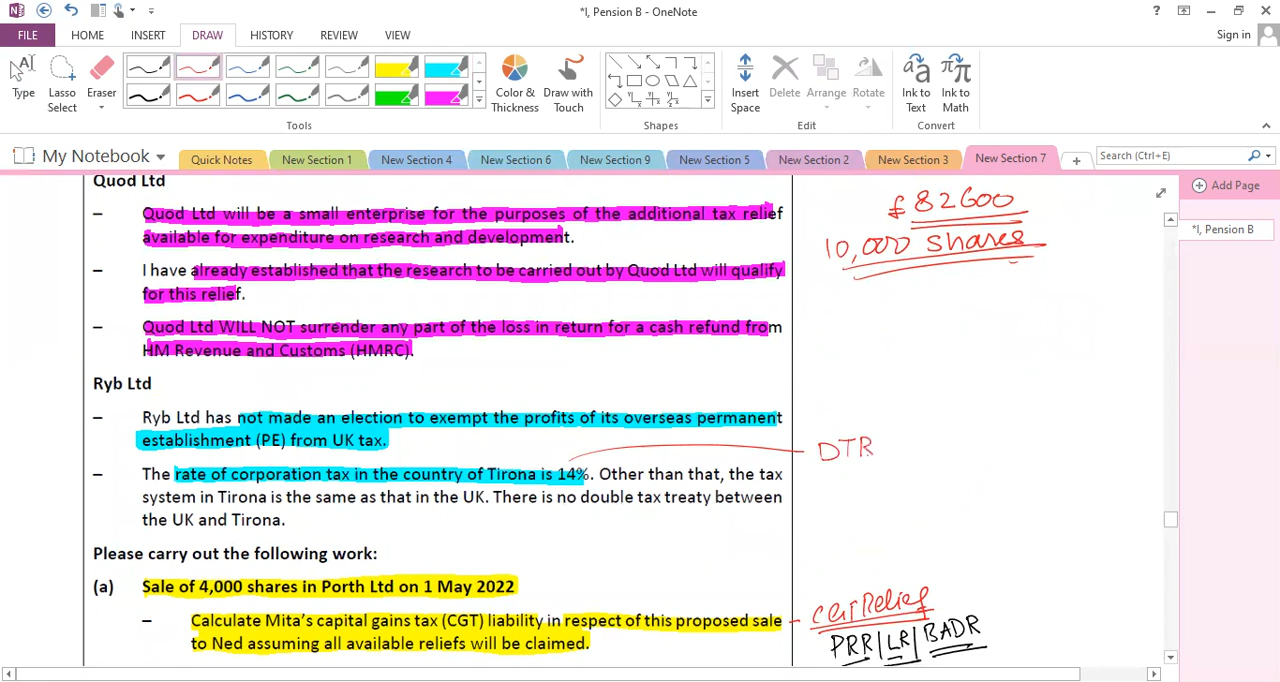 *I, Pension B - OneNote
? 
Sign in
FILE HOME INSERT DRAW HISTORY REVIEW VIEW
Type Lasso Select Eraser Color & Thickness Draw with Touch Insert Space Delete Arrange Rotate Ink to Text Ink to Math
Tools Shapes Edit Convert
My Notebook Quick Notes New Section 1 New Section 4 New Section 6 New Section 9 New Section 5 New Section 2 New Section 3 New Section 7 + Search (Ctrl+E)
Add Page
*I, Pension B
Quod Ltd
– Quod Ltd will be a small enterprise for the purposes of the additional tax relief
available for expenditure on research and development.
– I have already established that the research to be carried out by Quod Ltd will qualify
for this relief.
– Quod Ltd WILL NOT surrender any part of the loss in return for a cash refund from
HM Revenue and Customs (HMRC).
Ryb Ltd
– Ryb Ltd has not made an election to exempt the profits of its overseas permanent
establishment (PE) from UK tax.
– The rate of corporation tax in the country of Tirona is 14%. Other than that, the tax
system in Tirona is the same as that in the UK. There is no double tax treaty between
the UK and Tirona.
Please carry out the following work:
(a) Sale of 4,000 shares in Porth Ltd on 1 May 2022
– Calculate Mita's capital gains tax (CGT) liability in respect of this proposed sale
to Ned assuming all available reliefs will be claimed.
£82600
10,000 shares
DTR
Relief
PRR | LR | BADR